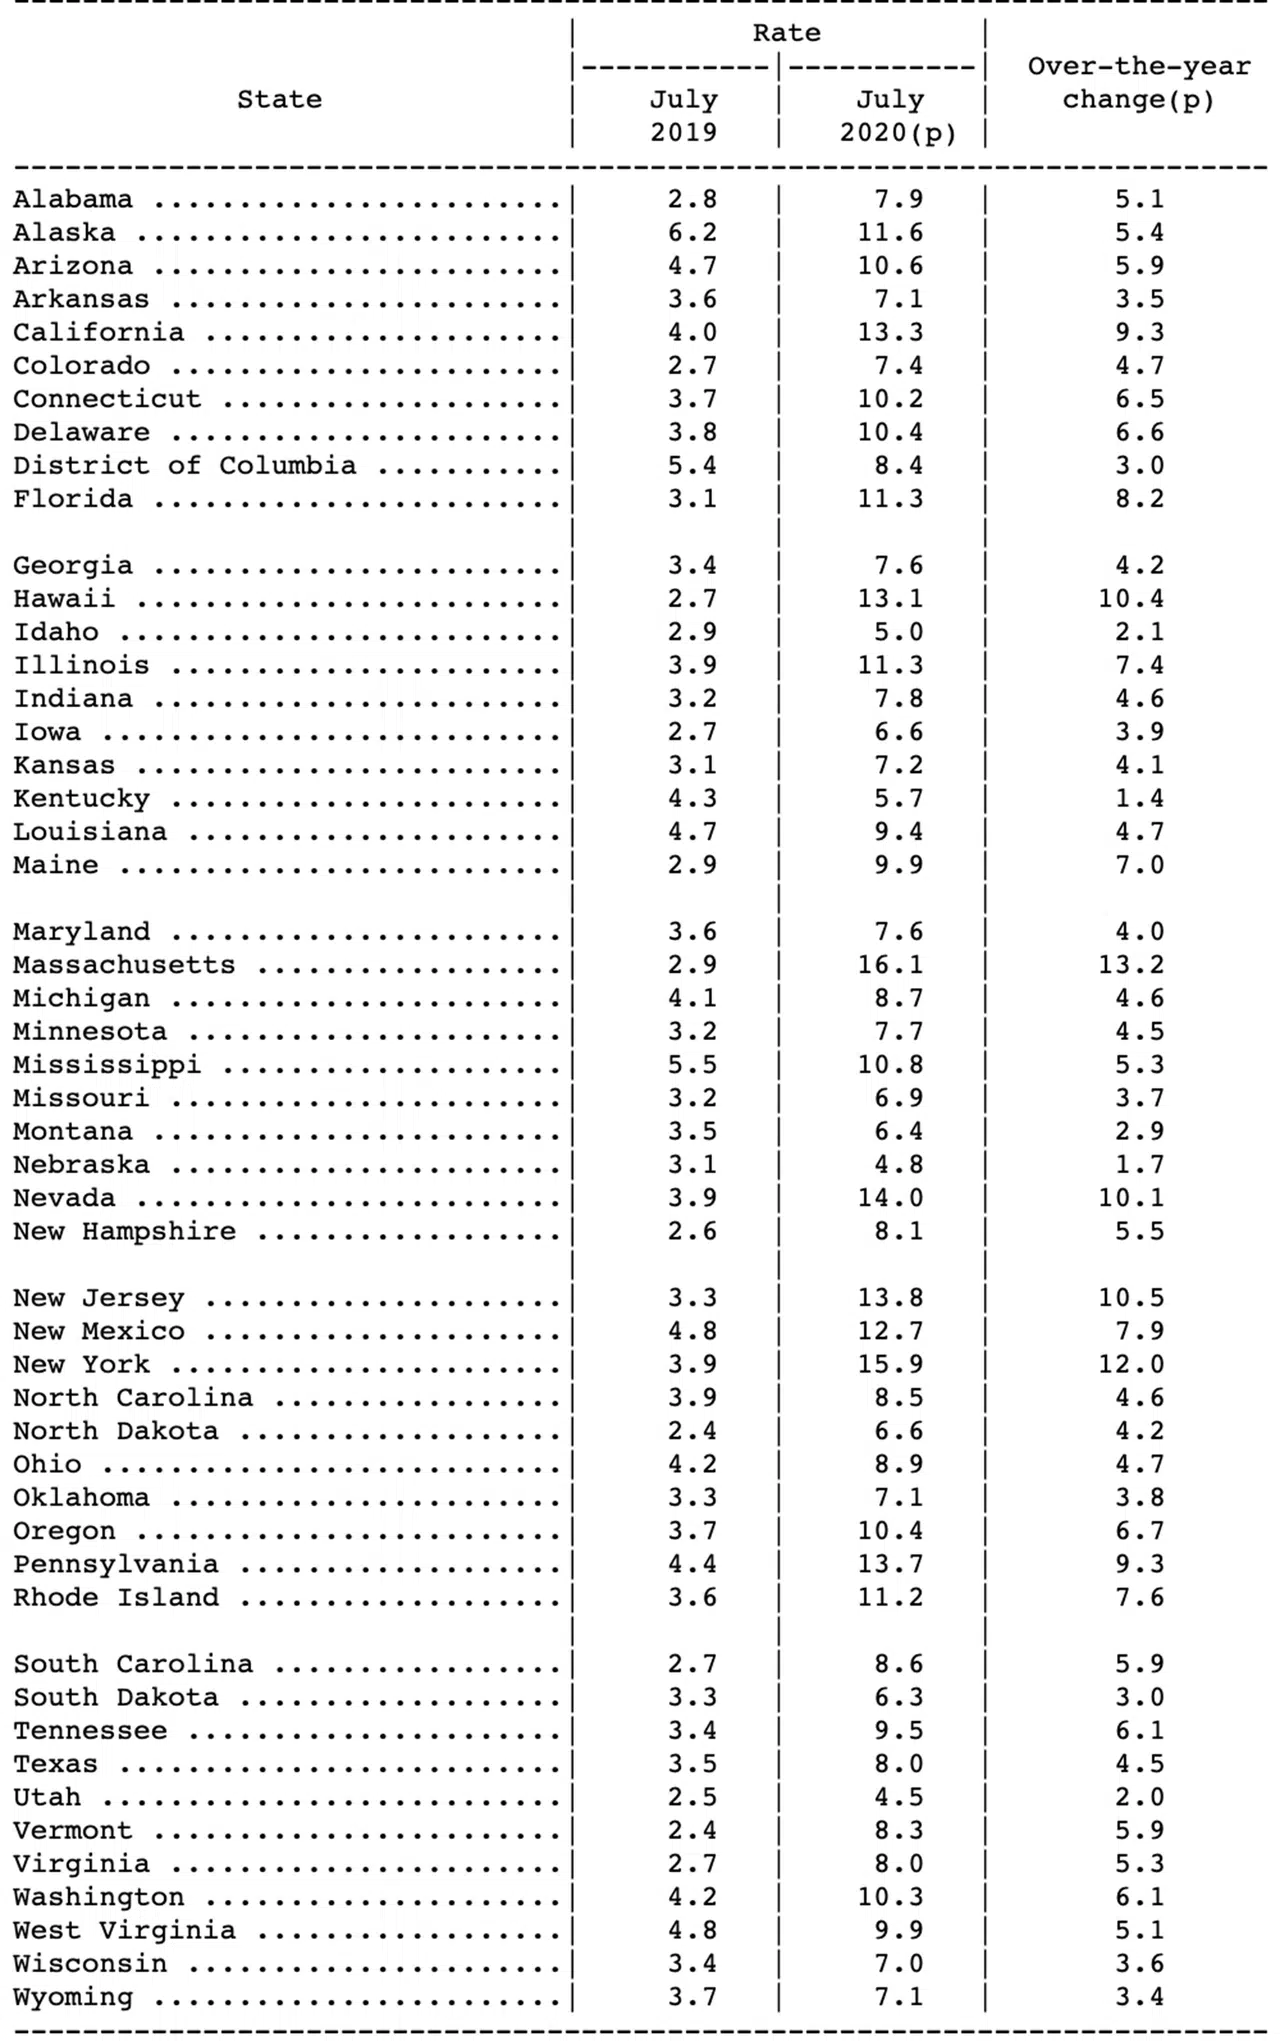 ------------------------------------------------------------------------
| Rate |
|-----------|-----------| Over-the-year
State | July | July | change(p)
| 2019 | 2020(p) |
------------------------------------------------------------------------
Alabama ........................| 2.8 | 7.9 | 5.1
Alaska .........................| 6.2 | 11.6 | 5.4
Arizona ........................| 4.7 | 10.6 | 5.9
Arkansas .......................| 3.6 | 7.1 | 3.5
California .....................| 4.0 | 13.3 | 9.3
Colorado .......................| 2.7 | 7.4 | 4.7
Connecticut ....................| 3.7 | 10.2 | 6.5
Delaware .......................| 3.8 | 10.4 | 6.6
District of Columbia ...........| 5.4 | 8.4 | 3.0
Florida ........................| 3.1 | 11.3 | 8.2
Georgia ........................| 3.4 | 7.6 | 4.2
Hawaii .........................| 2.7 | 13.1 | 10.4
Idaho ..........................| 2.9 | 5.0 | 2.1
Illinois .......................| 3.9 | 11.3 | 7.4
Indiana ........................| 3.2 | 7.8 | 4.6
Iowa ...........................| 2.7 | 6.6 | 3.9
Kansas .........................| 3.1 | 7.2 | 4.1
Kentucky .......................| 4.3 | 5.7 | 1.4
Louisiana ......................| 4.7 | 9.4 | 4.7
Maine ..........................| 2.9 | 9.9 | 7.0
Maryland .......................| 3.6 | 7.6 | 4.0
Massachusetts ..................| 2.9 | 16.1 | 13.2
Michigan .......................| 4.1 | 8.7 | 4.6
Minnesota ......................| 3.2 | 7.7 | 4.5
Mississippi ....................| 5.5 | 10.8 | 5.3
Missouri .......................| 3.2 | 6.9 | 3.7
Montana ........................| 3.5 | 6.4 | 2.9
Nebraska .......................| 3.1 | 4.8 | 1.7
Nevada .........................| 3.9 | 14.0 | 10.1
New Hampshire ..................| 2.6 | 8.1 | 5.5
New Jersey .....................| 3.3 | 13.8 | 10.5
New Mexico .....................| 4.8 | 12.7 | 7.9
New York .......................| 3.9 | 15.9 | 12.0
North Carolina .................| 3.9 | 8.5 | 4.6
North Dakota ...................| 2.4 | 6.6 | 4.2
Ohio ...........................| 4.2 | 8.9 | 4.7
Oklahoma .......................| 3.3 | 7.1 | 3.8
Oregon .........................| 3.7 | 10.4 | 6.7
Pennsylvania ...................| 4.4 | 13.7 | 9.3
Rhode Island ...................| 3.6 | 11.2 | 7.6
South Carolina .................| 2.7 | 8.6 | 5.9
South Dakota ...................| 3.3 | 6.3 | 3.0
Tennessee ......................| 3.4 | 9.5 | 6.1
Texas ..........................| 3.5 | 8.0 | 4.5
Utah ...........................| 2.5 | 4.5 | 2.0
Vermont ........................| 2.4 | 8.3 | 5.9
Virginia .......................| 2.7 | 8.0 | 5.3
Washington .....................| 4.2 | 10.3 | 6.1
West Virginia ..................| 4.8 | 9.9 | 5.1
Wisconsin ......................| 3.4 | 7.0 | 3.6
Wyoming ........................| 3.7 | 7.1 | 3.4
------------------------------------------------------------------------